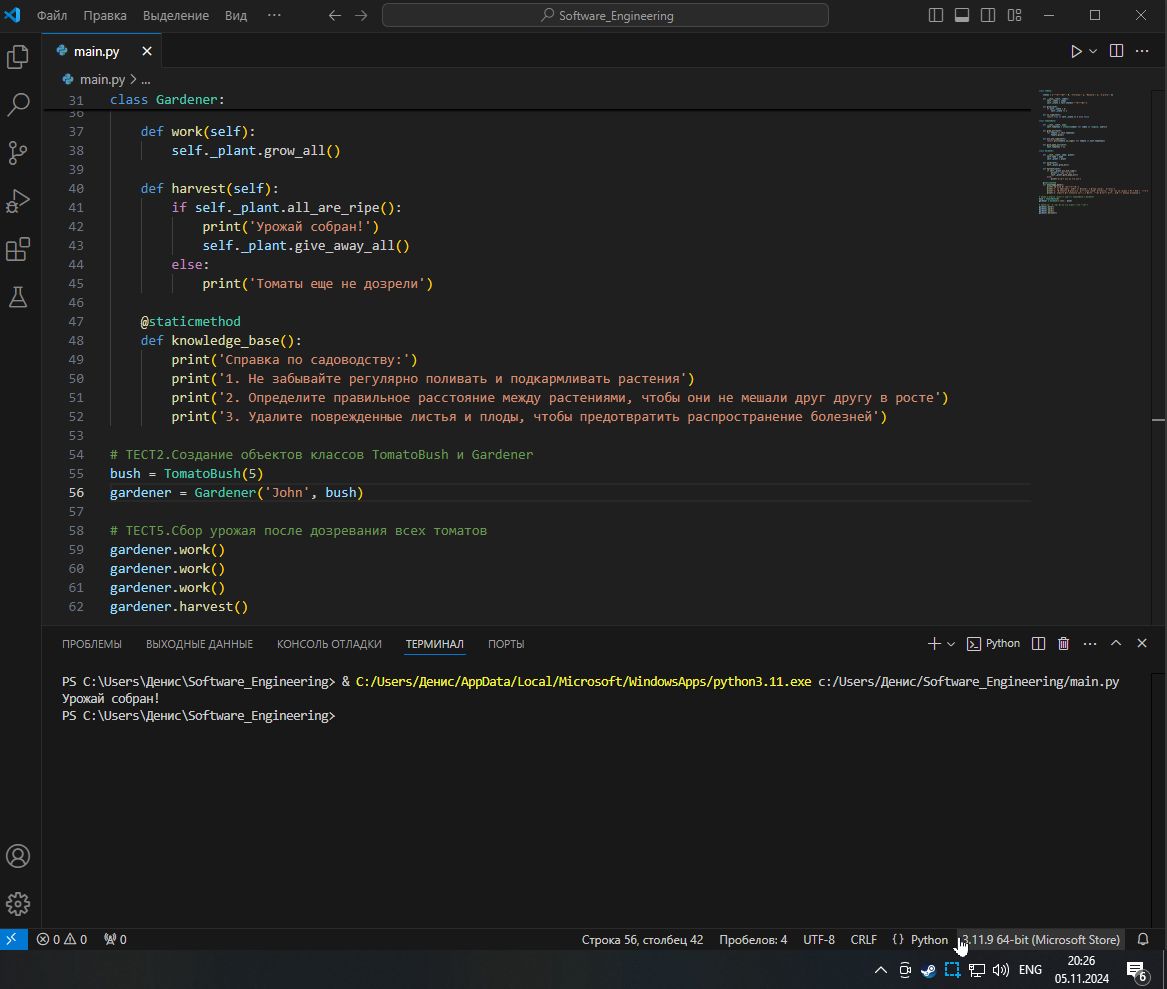 Файл Правка Выделение Вид ··· Software_Engineering
main.py
main.py > ...
31 class Gardener:
36
37 def work(self):
38 self._plant.grow_all()
39
40 def harvest(self):
41 if self._plant.all_are_ripe():
42 print('Урожай собран!')
43 self._plant.give_away_all()
44 else:
45 print('Томаты еще не дозрели')
46
47 @staticmethod
48 def knowledge_base():
49 print('Справка по садоводству:')
50 print('1. Не забывайте регулярно поливать и подкармливать растения')
51 print('2. Определите правильное расстояние между растениями, чтобы они не мешали друг другу в росте')
52 print('3. Удалите поврежденные листья и плоды, чтобы предотвратить распространение болезней')
53
54 # ТЕСТ2.Создание объектов классов TomatoBush и Gardener
55 bush = TomatoBush(5)
56 gardener = Gardener('John', bush)
57
58 # ТЕСТ5.Сбор урожая после дозревания всех томатов
59 gardener.work()
60 gardener.work()
61 gardener.work()
62 gardener.harvest()
ПРОБЛЕМЫ ВЫХОДНЫЕ ДАННЫЕ КОНСОЛЬ ОТЛАДКИ ТЕРМИНАЛ ПОРТЫ Python
PS C:\Users\Денис\Software_Engineering> & C:/Users/Денис/AppData/Local/Microsoft/WindowsApps/python3.11.exe c:/Users/Денис/Software_Engineering/main.py
Урожай собран!
PS C:\Users\Денис\Software_Engineering>
0 0 0 Строка 56, столбец 42 Пробелов: 4 UTF-8 CRLF {} Python 3.11.9 64-bit (Microsoft Store)
ENG 20:26
05.11.2024 6